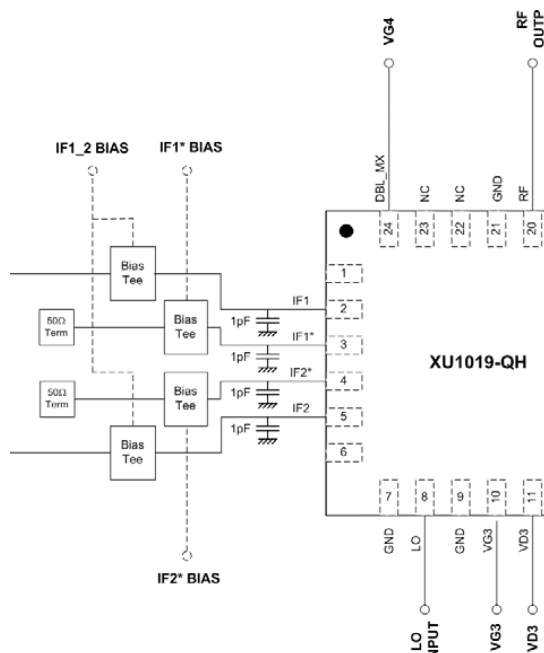 VG4
RF
OUTP
IF1_2 BIAS
IF1* BIAS
DBL_MX
NC
NC
GND
RF
24
23
22
21
20
Bias
Tee
1
IF1
2
50Ω
Term
Bias
Tee
1pF
IF1*
3
1pF
XU1019-QH
IF2*
4
50Ω
Term
Bias
Tee
1pF
IF2
5
Bias
Tee
1pF
6
7
8
9
10
11
GND
LO
GND
VG3
VD3
IF2* BIAS
LO
NPUT
VG3
VD3